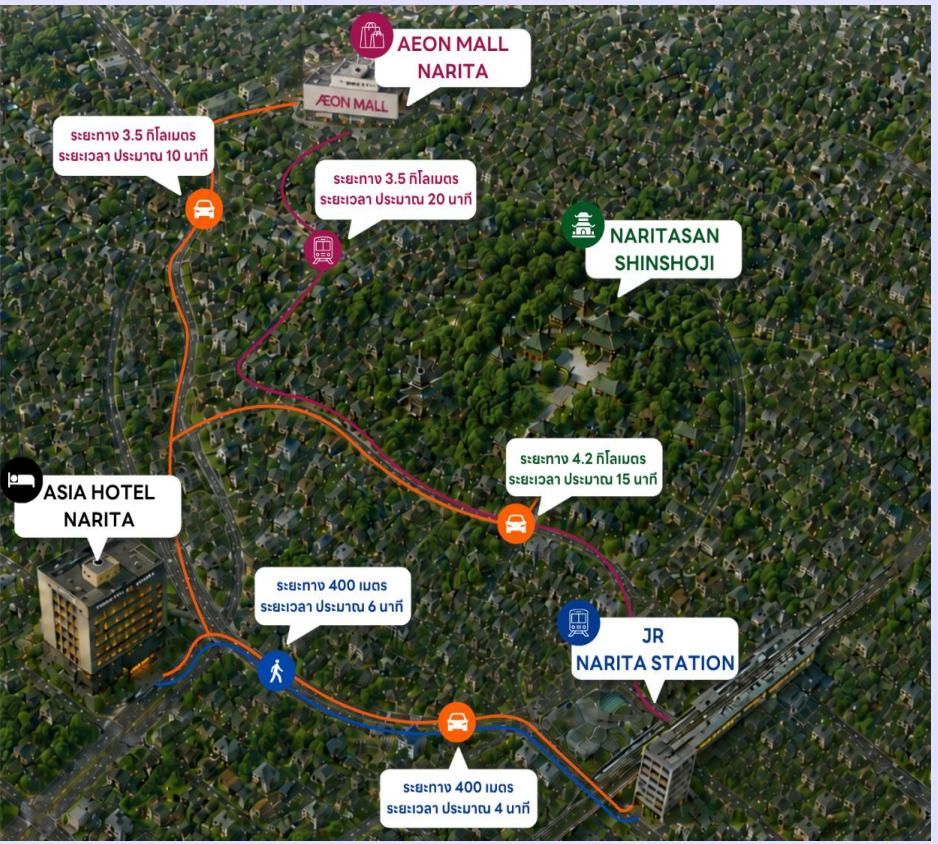 AEON MALL
NARITA
ÆON MALL
ระยะทาง 3.5 กิโลเมตร
ระยะเวลา ประมาณ 10 นาที
ระยะทาง 3.5 กิโลเมตร
ระยะเวลา ประมาณ 20 นาที
NARITASAN
SHINSHOJI
ระยะทาง 4.2 กิโลเมตร
ระยะเวลา ประมาณ 15 นาที
ASIA HOTEL
NARITA
ระยะทาง 400 เมตร
ระยะเวลา ประมาณ 6 นาที
JR
NARITA STATION
ระยะทาง 400 เมตร
ระยะเวลา ประมาณ 4 นาที